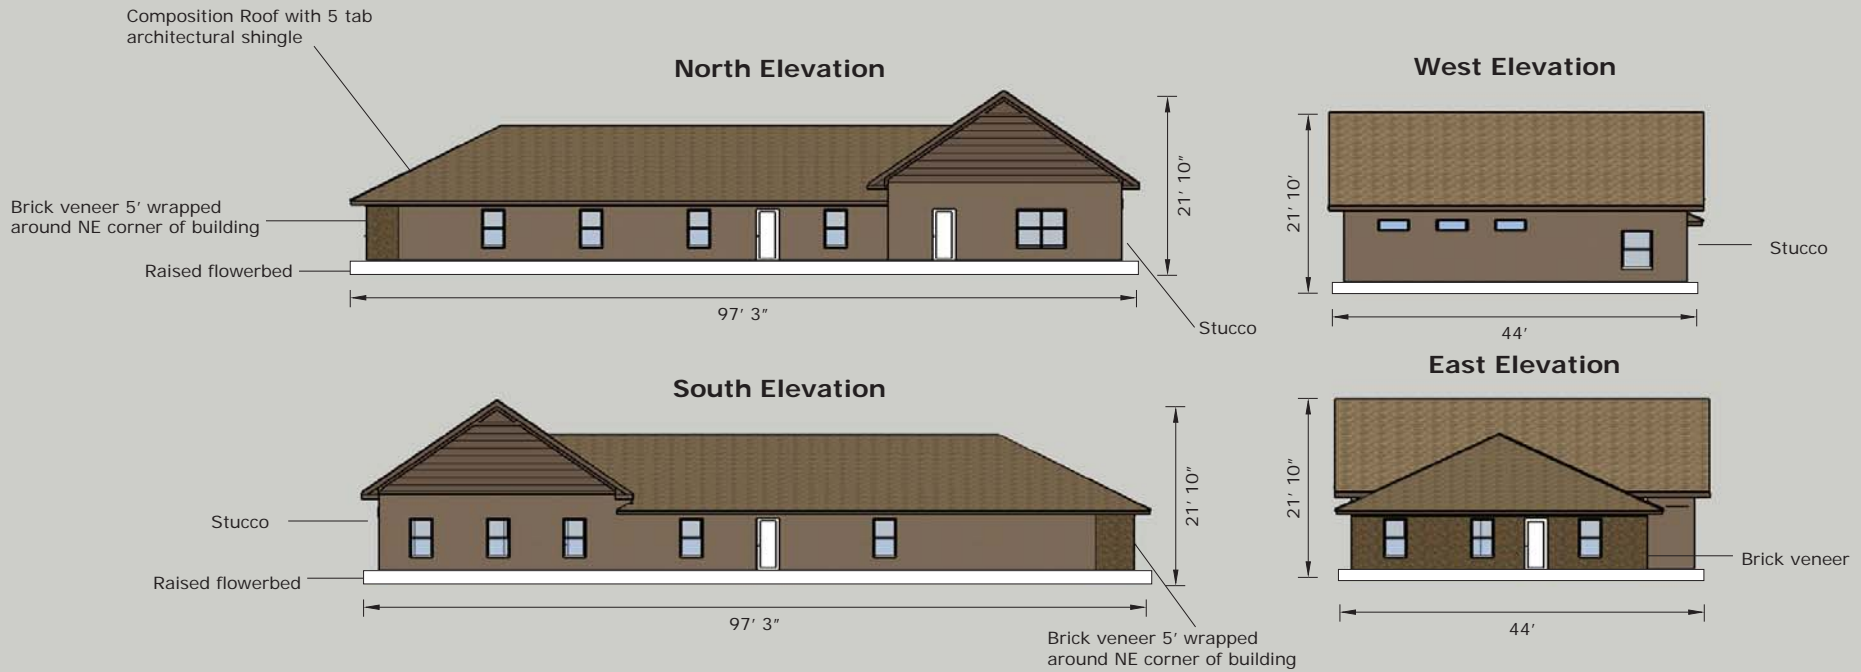 Composition Roof with 5 tab
architectural shingle
North Elevation
Brick veneer 5′ wrapped
around NE corner of building
Raised flowerbed
21′ 10″
97′ 3″
Stucco
West Elevation
21′ 10′
Stucco
44′
South Elevation
Stucco
Raised flowerbed
21′ 10″
97′ 3″
Brick veneer 5′ wrapped
around NE corner of building
East Elevation
21′ 10″
Brick veneer
44′